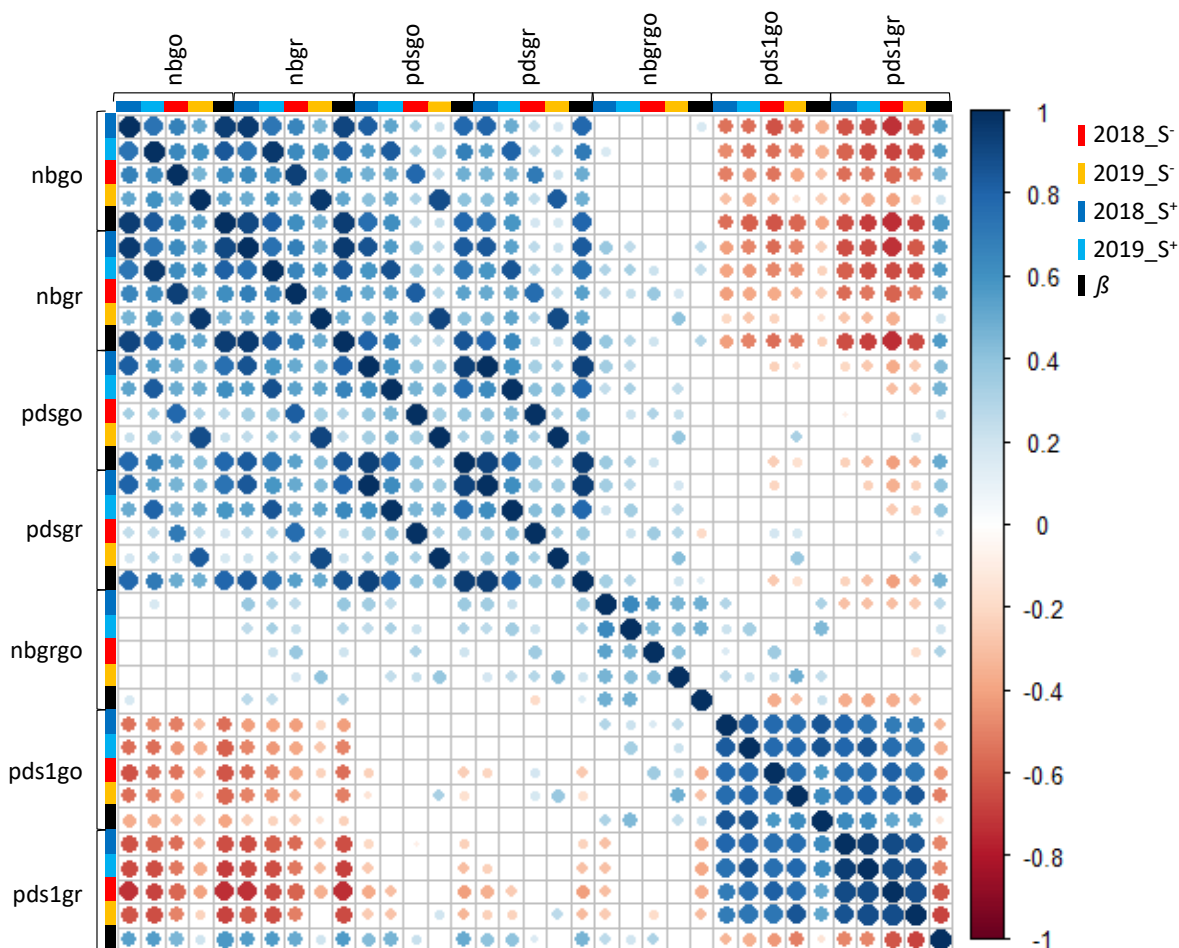 nbgo
nbgr
pdsgo
pdsgr
nbgrgo
pds1go
pds1gr
nbgo
nbgr
pdsgo
pdsgr
nbgrgo
pds1go
pds1gr
1
0.8
0.6
0.4
0.2
0
-0.2
-0.4
-0.6
-0.8
-1
2018_S⁻
2019_S⁻
2018_S⁺
2019_S⁺
β